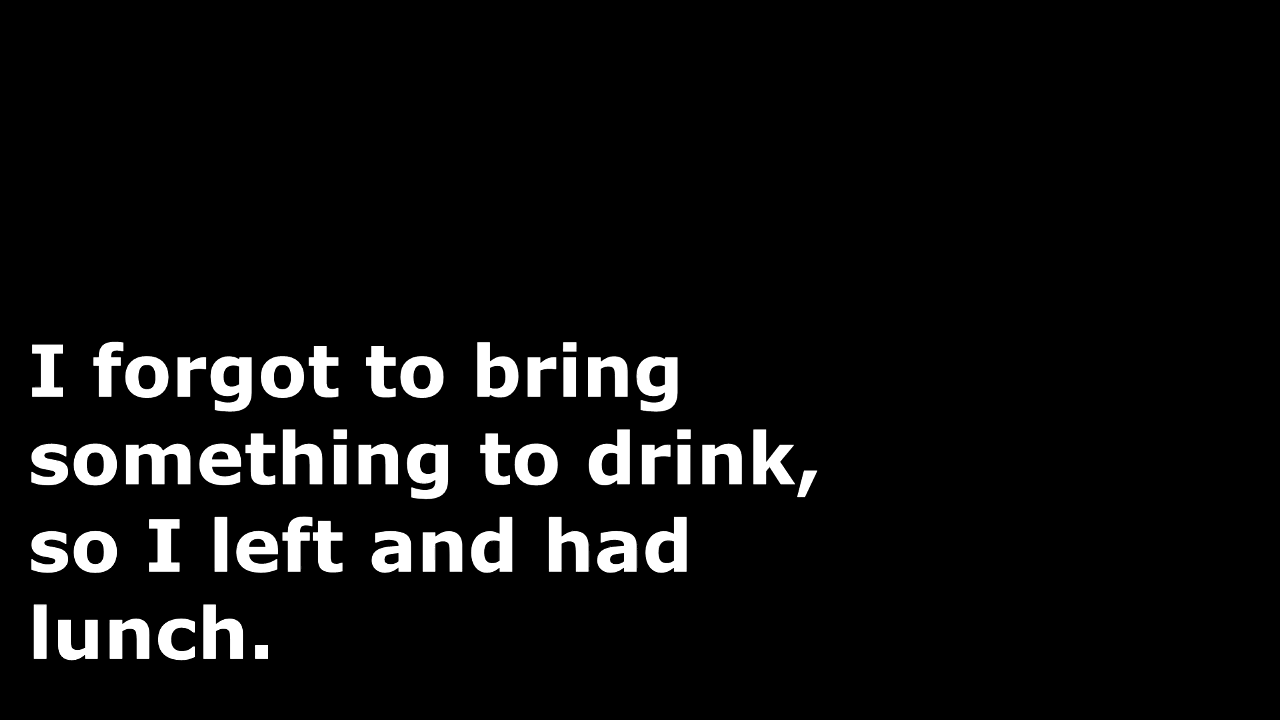 I forgot to bring
something to drink,
so I left and had
lunch.